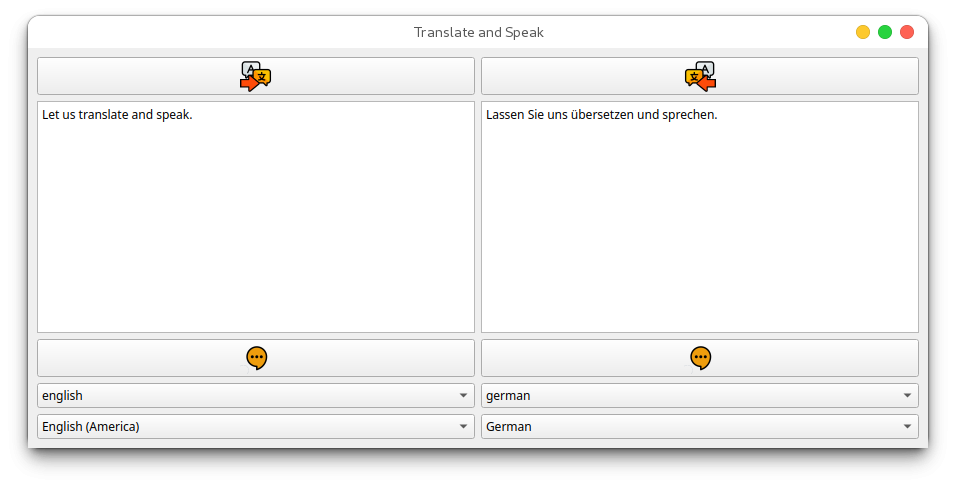 Translate and Speak
Let us translate and speak.
Lassen Sie uns übersetzen und sprechen.
english
german
English (America)
German